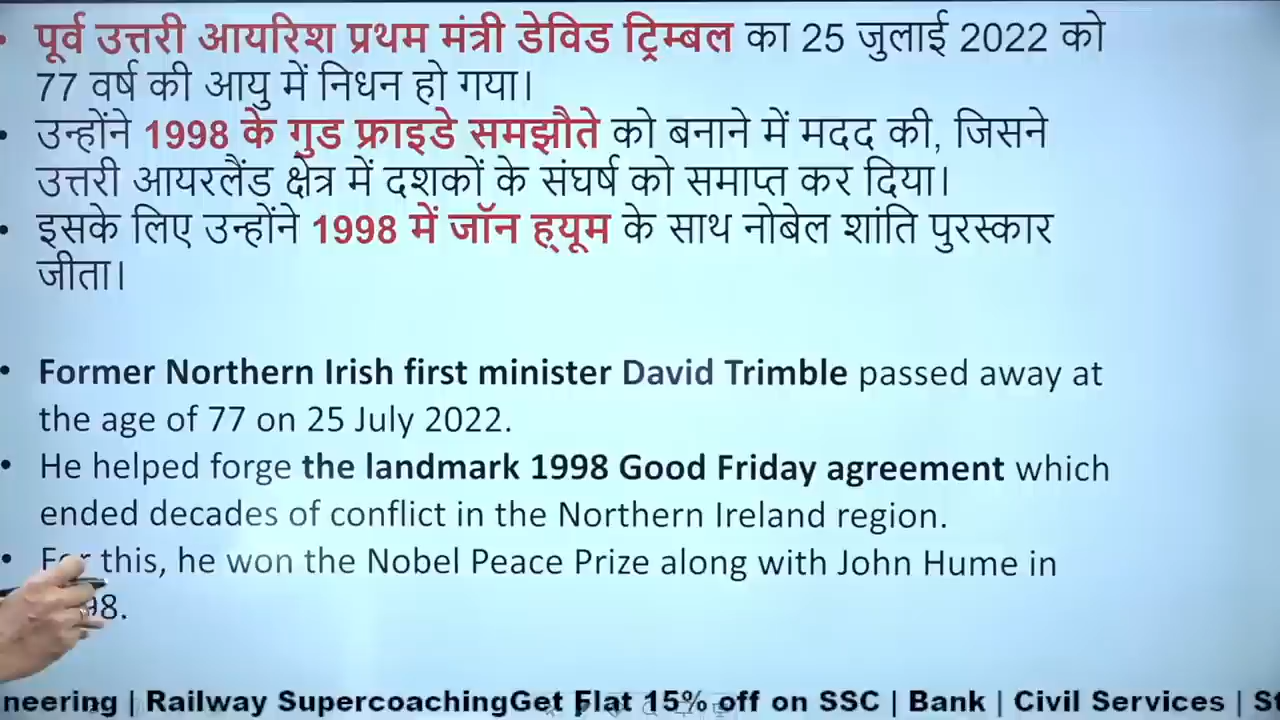 पूर्व उत्तरी आयरिश प्रथम मंत्री डेविड ट्रिम्बल का 25 जुलाई 2022 को
77 वर्ष की आयु में निधन हो गया।
उन्होंने 1998 के गुड फ्राइडे समझौते को बनाने में मदद की, जिसने
उत्तरी आयरलैंड क्षेत्र में दशकों के संघर्ष को समाप्त कर दिया।
इसके लिए उन्होंने 1998 में जॉन ह्यूम के साथ नोबेल शांति पुरस्कार
जीता।
Former Northern Irish first minister David Trimble passed away at
the age of 77 on 25 July 2022.
He helped forge the landmark 1998 Good Friday agreement which
ended decades of conflict in the Northern Ireland region.
For this, he won the Nobel Peace Prize along with John Hume in
98.
neering | Railway SupercoachingGet Flat 15% off on SSC | Bank | Civil Services |